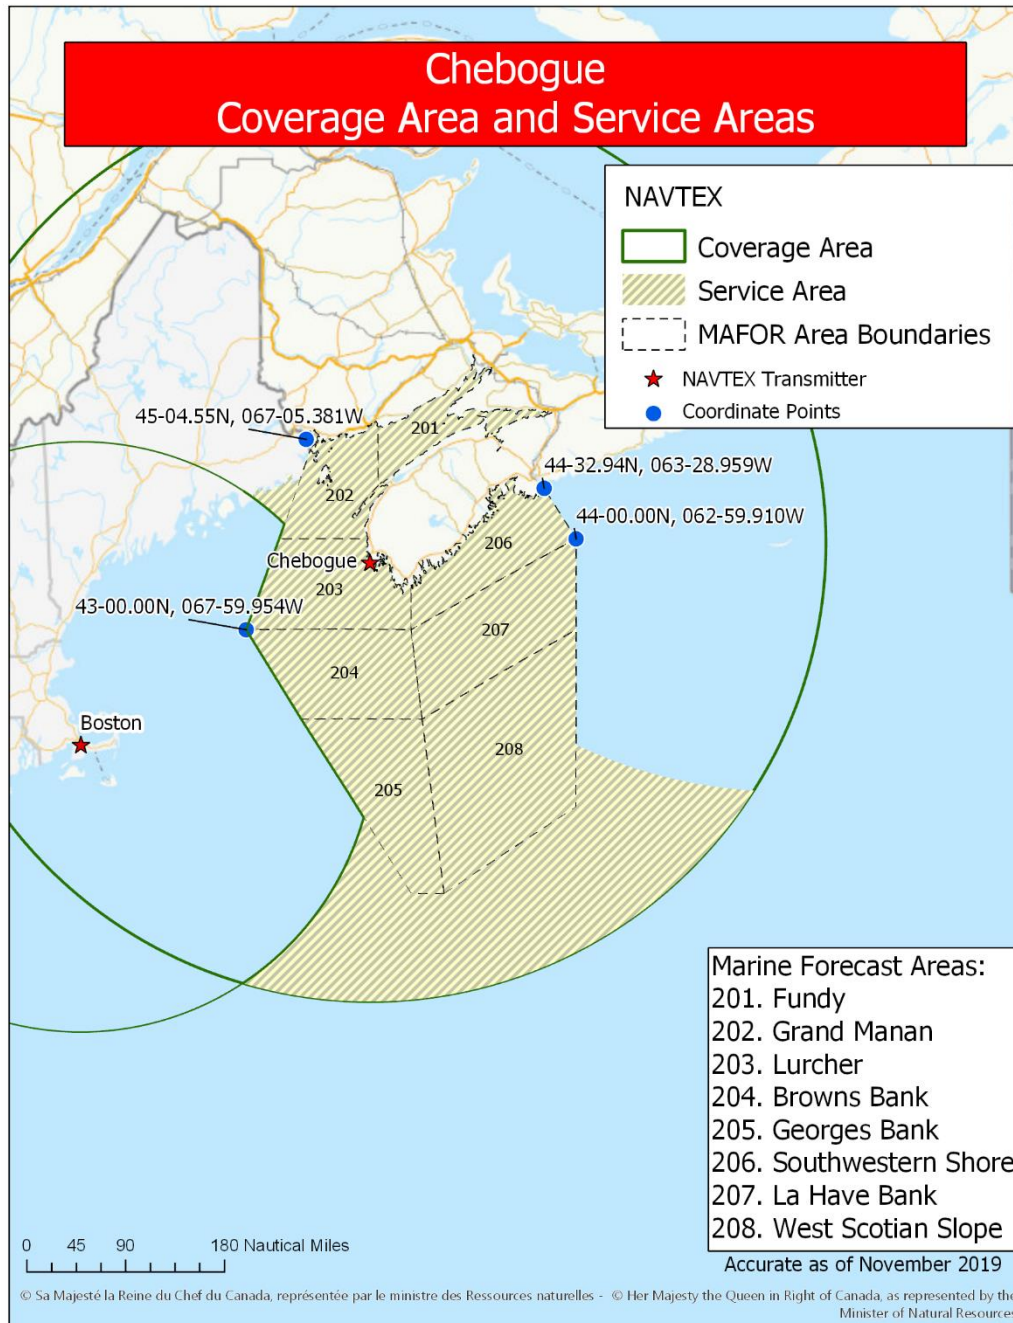 Chebogue
Coverage Area and Service Areas
NAVTEX
Coverage Area
Service Area
MAFOR Area Boundaries
NAVTEX Transmitter
Coordinate Points
45-04.55N, 067-05.381W
201
44-32.94N, 063-28.959W
202
44-00.00N, 062-59.910W
206
Chebogue
203
43-00.00N, 067-59.954W
207
204
Boston
208
205
Marine Forecast Areas:
201. Fundy
202. Grand Manan
203. Lurcher
204. Browns Bank
205. Georges Bank
206. Southwestern Shore
207. La Have Bank
208. West Scotian Slope
0 45 90 180 Nautical Miles
Accurate as of November 2019
© Sa Majesté la Reine du Chef du Canada, représentée par le ministre des Ressources naturelles - © Her Majesty the Queen in Right of Canada, as represented by the
Minister of Natural Resources